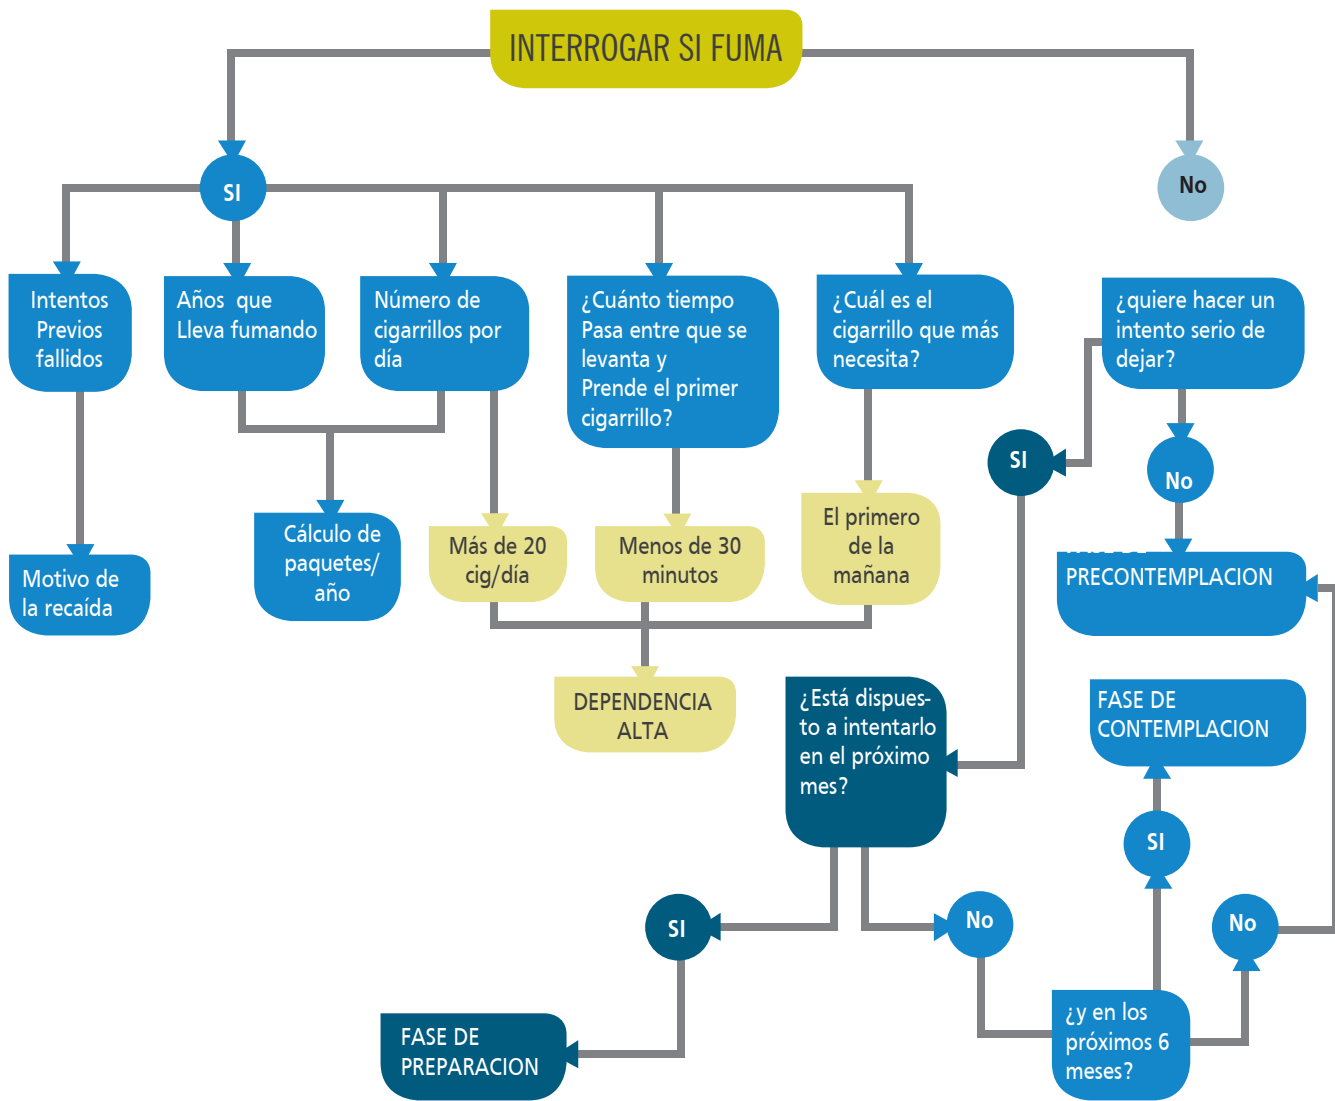 INTERROGAR SI FUMA
SI
No
Intentos
Previos
fallidos
Años que
Lleva fumando
Número de
cigarrillos por
día
¿Cuánto tiempo
Pasa entre que se
levanta y
Prende el primer
cigarrillo?
¿Cuál es el
cigarrillo que más
necesita?
¿quiere hacer un
intento serio de
dejar?
SI
No
Motivo de
la recaída
Cálculo de
paquetes/
año
Más de 20
cig/día
Menos de 30
minutos
El primero
de la
mañana
FASE DE
PRECONTEMPLACION
DEPENDENCIA
ALTA
¿Está dispues-
to a intentarlo
en el próximo
mes?
FASE DE
CONTEMPLACION
SI
SI
No
No
FASE DE
PREPARACION
¿y en los
próximos 6
meses?